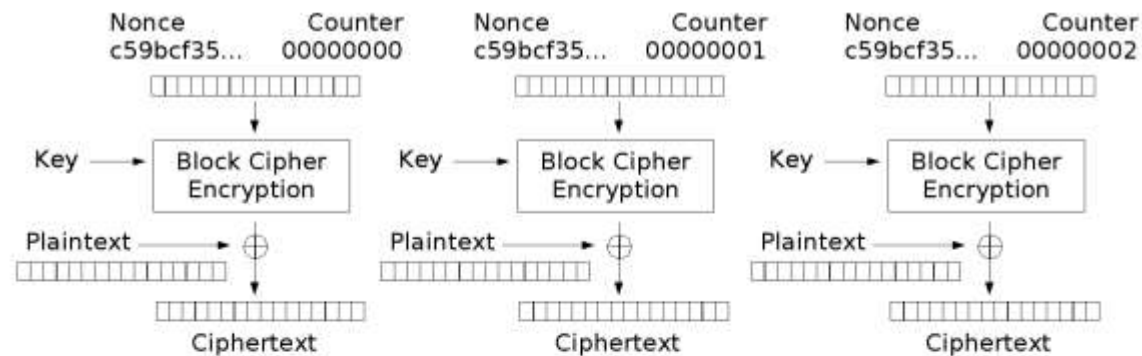 Nonce Counter Nonce Counter Nonce Counter
c59bcf35... 00000000 c59bcf35... 00000001 c59bcf35... 00000002
Key Block Cipher Encryption Key Block Cipher Encryption Key Block Cipher Encryption
Plaintext Plaintext Plaintext
Ciphertext Ciphertext Ciphertext